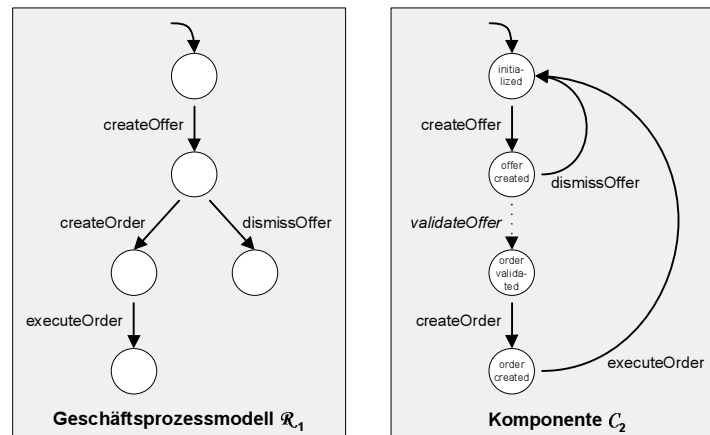 createOffer
createOrder
dismissOffer
executeOrder
Geschäftsprozessmodell R1
initia-
lized
createOffer
offer
created
dismissOffer
validateOffer
order
valida-
ted
createOrder
order
created
executeOrder
Komponente C2